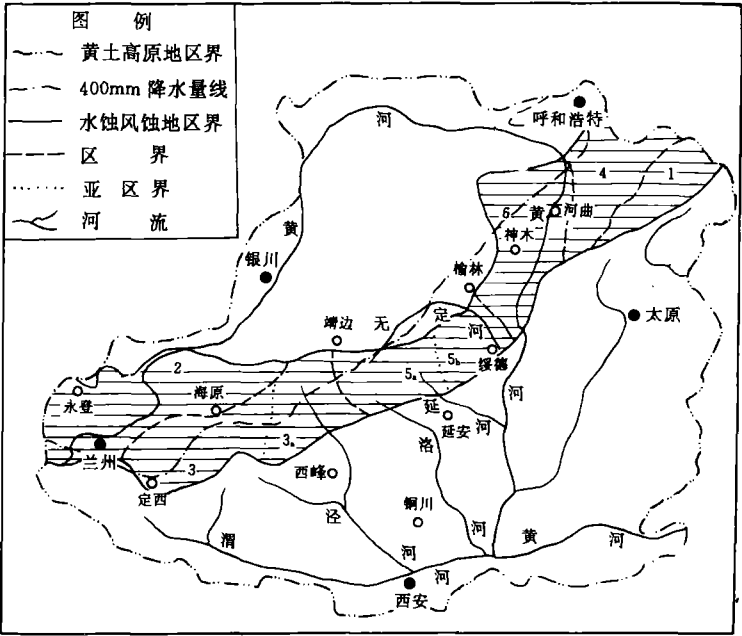 图 例
黄土高原地区界
400mm 降水量线
水蚀风蚀地区界
区 界
亚 区 界
河 流
呼和浩特
河
4
1
6
黄
河曲
神木
黄
银川
榆林
太原
靖边
无
定
河
2
5b
绥德
5a
海原
永登
河
延
延安
河
洛
3a
兰州
3
西峰
定西
铜川
泾
渭
河
河
黄
河
河
西安